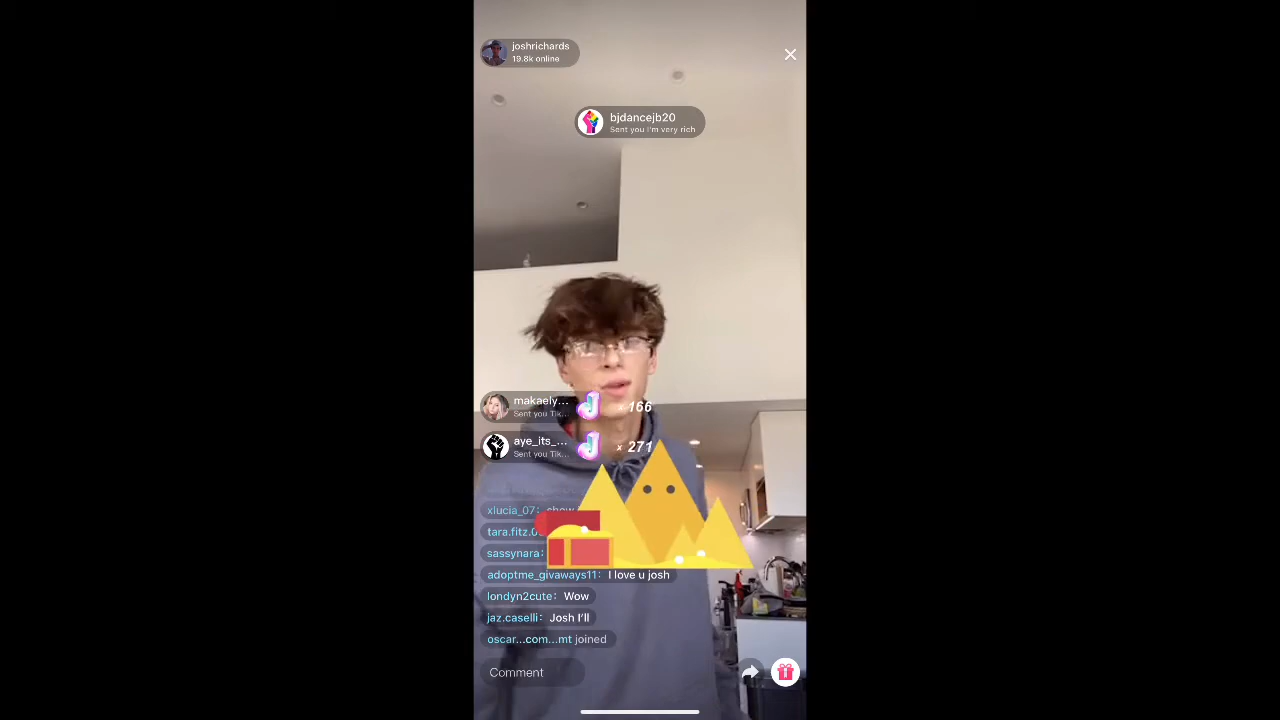 joshrichards
19.8k online
bjdancejb20
Sent you I'm very rich
makaely...
Sent you Tik...
x 166
aye_its_...
Sent you Tik...
x 271
xlucia_07: show
tara.fitz.0
sassynara:
adoptme_givaways11: I love u josh
londyn2cute: Wow
jaz.caselli: Josh I'll
oscar...com...mt joined
Comment